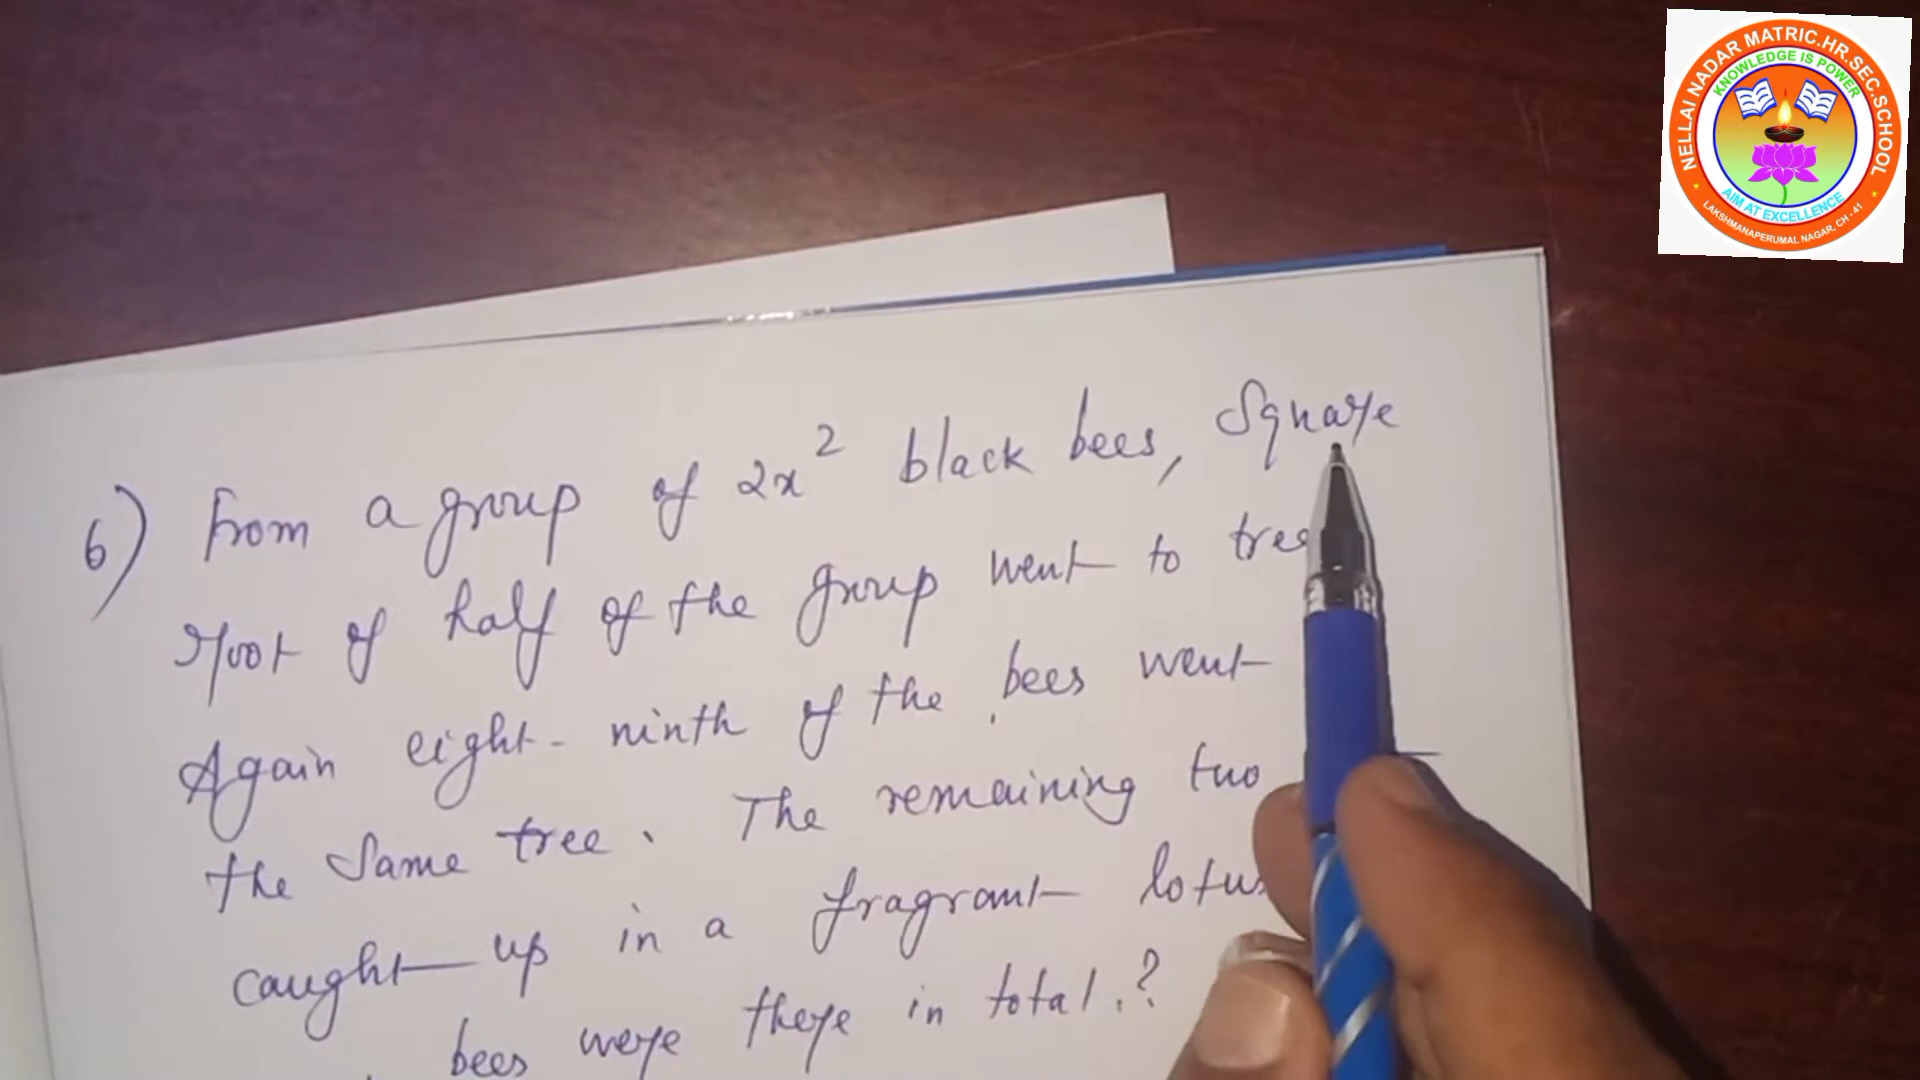 6) From a group of 2x² black bees, Square
root of half of the group went to tree
Again eight-ninth of the bees went
the Same tree. The remaining two
caught up in a fragrant lotus
bees were there in total.?
NELLAI NADAR MATRIC.HR.SEC.SCHOOL
KNOWLEDGE IS POWER
AIM AT EXCELLENCE
LAKSHMANAPERUMAL NAGAR, CH-41